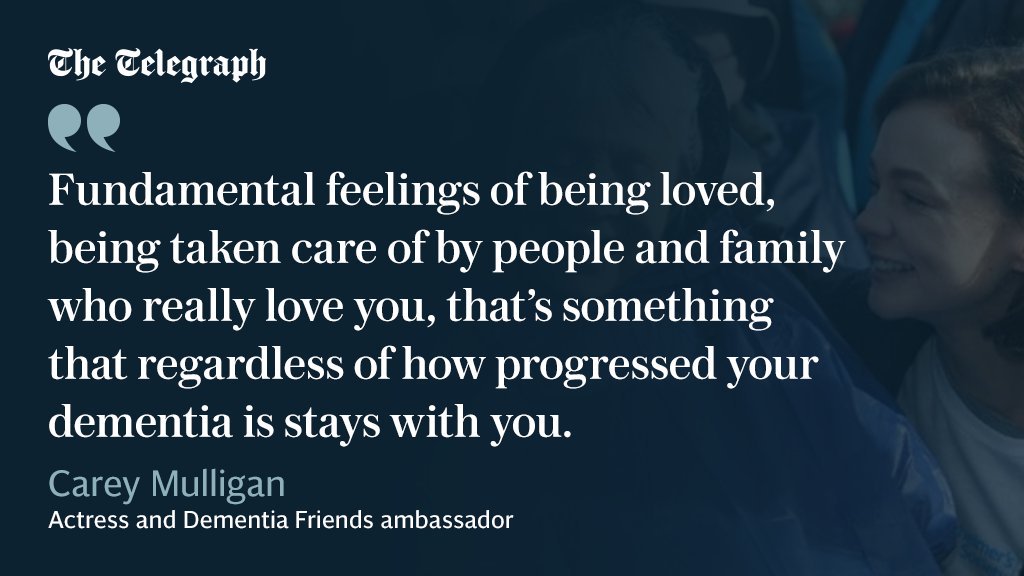 The Telegraph
Fundamental feelings of being loved,
being taken care of by people and family
who really love you, that’s something
that regardless of how progressed your
dementia is stays with you.
Carey Mulligan
Actress and Dementia Friends ambassador